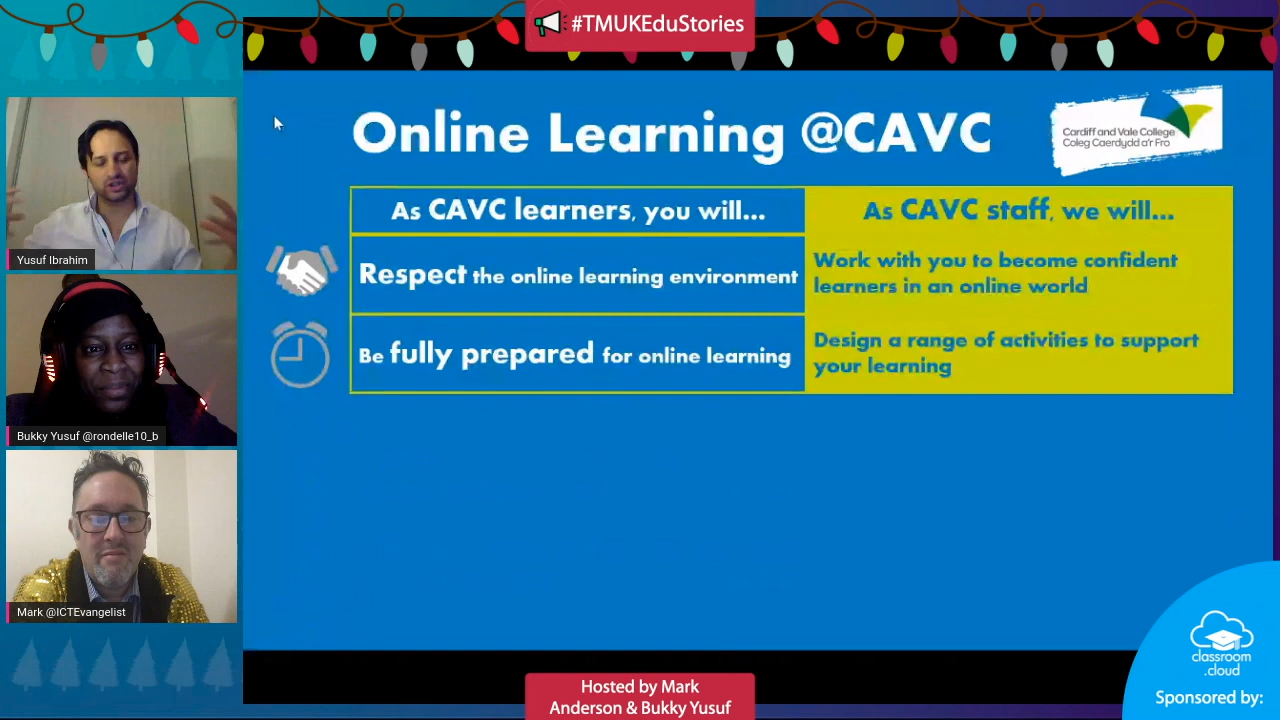 #TMUKEduStories
Online Learning @CAVC
Cardiff and Vale College
Coleg Caerdydd a'r Fro
As CAVC learners, you will...
As CAVC staff, we will...
Respect the online learning environment
Work with you to become confident
learners in an online world
Be fully prepared for online learning
Design a range of activities to support
your learning
Yusuf Ibrahim
Bukky Yusuf @rondelle10_b
Mark @ICTEvangelist
Hosted by Mark
Anderson & Bukky Yusuf
classroom
.cloud
Sponsored by: